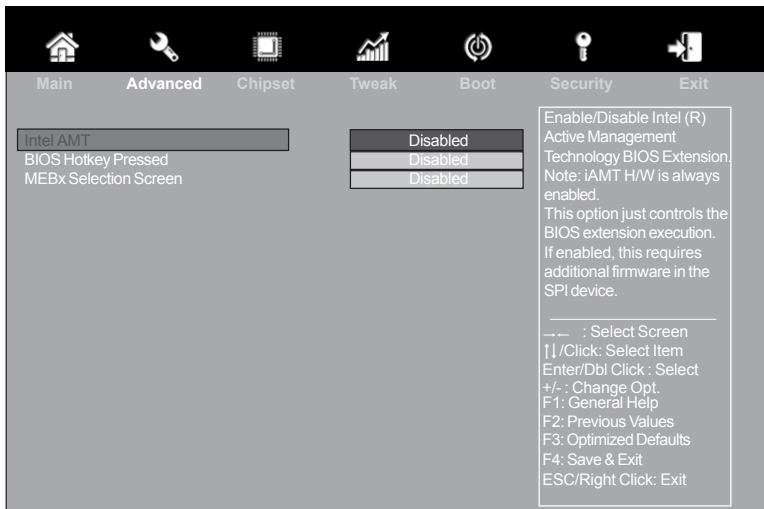 Main Advanced Chipset Tweak Boot Security Exit
Intel AMT Disabled
BIOS Hotkey Pressed Disabled
MEBx Selection Screen Disabled
Enable/Disable Intel (R)
Active Management
Technology BIOS Extension.
Note: iAMT H/W is always
enabled.
This option just controls the
BIOS extension execution.
If enabled, this requires
additional firmware in the
SPI device.
→← : Select Screen
↑↓/Click: Select Item
Enter/Dbl Click : Select
+/- : Change Opt.
F1: General Help
F2: Previous Values
F3: Optimized Defaults
F4: Save & Exit
ESC/Right Click: Exit